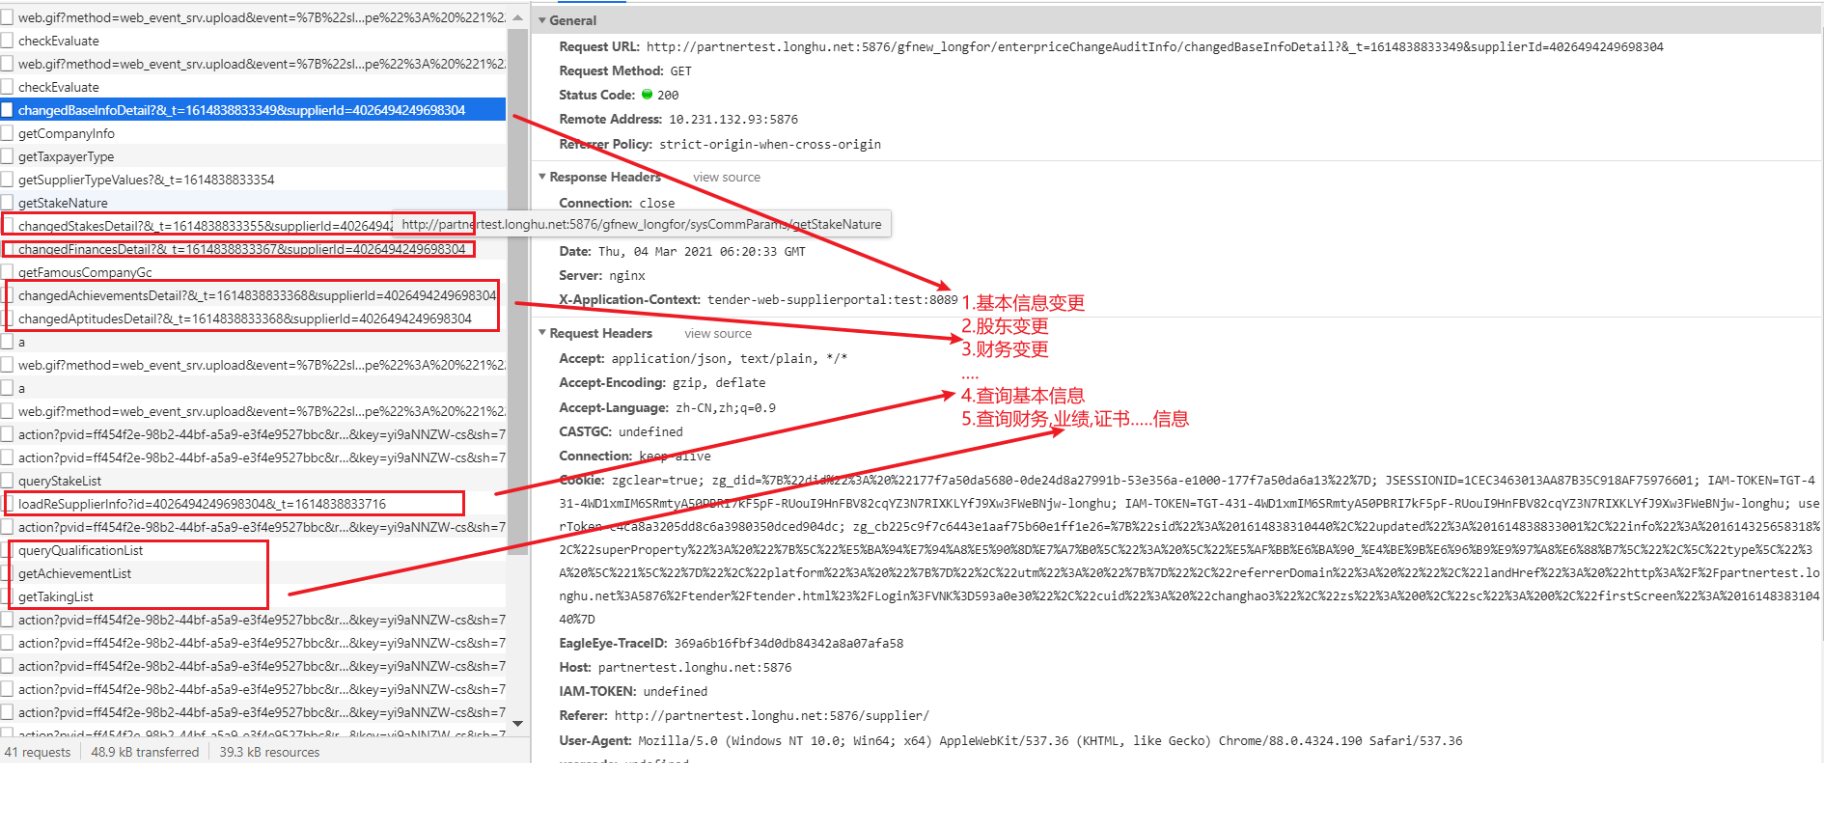 web.gif?method=web_event_srv.upload&event=%7B%22sl...pe%22%3A%20%221%2
checkEvaluate
web.gif?method=web_event_srv.upload&event=%7B%22sl...pe%22%3A%20%221%2
checkEvaluate
changedBaseInfoDetail?&_t=1614838833349&supplierId=4026494249698304
getCompanyInfo
getTaxpayerType
getSupplierTypeValues?&_t=1614838833354
getStakeNature
changedStakesDetail?&_t=1614838833355&supplierId=40264942
changedFinancesDetail?&_t=1614838833367&supplierId=4026494249698304
getFamousCompanyGc
changedAchievementsDetail?&_t=1614838833368&supplierId=4026494249698304
changedAptitudesDetail?&_t=1614838833368&supplierId=4026494249698304
a
web.gif?method=web_event_srv.upload&event=%7B%22sl...pe%22%3A%20%221%2
a
web.gif?method=web_event_srv.upload&event=%7B%22sl...pe%22%3A%20%221%2
action?pvid=ff454f2e-98b2-44bf-a5a9-e3f4e9527bbc&r...&key=yi9aNNZW-cs&sh=7
action?pvid=ff454f2e-98b2-44bf-a5a9-e3f4e9527bbc&r...&key=yi9aNNZW-cs&sh=7
queryStakeList
loadReSupplierInfo?id=4026494249698304&_t=1614838833716
action?pvid=ff454f2e-98b2-44bf-a5a9-e3f4e9527bbc&r...&key=yi9aNNZW-cs&sh=7
queryQualificationList
getAchievementList
getTakingList
action?pvid=ff454f2e-98b2-44bf-a5a9-e3f4e9527bbc&r...&key=yi9aNNZW-cs&sh=7
action?pvid=ff454f2e-98b2-44bf-a5a9-e3f4e9527bbc&r...&key=yi9aNNZW-cs&sh=7
action?pvid=ff454f2e-98b2-44bf-a5a9-e3f4e9527bbc&r...&key=yi9aNNZW-cs&sh=7
action?pvid=ff454f2e-98b2-44bf-a5a9-e3f4e9527bbc&r...&key=yi9aNNZW-cs&sh=7
action?pvid=ff454f2e-98b2-44bf-a5a9-e3f4e9527bbc&r...&key=yi9aNNZW-cs&sh=7
action?pvid=ff454f2e-98b2-44bf-a5a9-e3f4e9527bbc&r...&key=yi9aNNZW-cs&sh=7
41 requests 48.9 kB transferred 39.3 kB resources
General
Request URL: http://partnertest.longhu.net:5876/gfnew_longfor/enterpriceChangeAuditInfo/changedBaseInfoDetail?&_t=1614838833349&supplierId=4026494249698304
Request Method: GET
Status Code: 200
Remote Address: 10.231.132.93:5876
Referrer Policy: strict-origin-when-cross-origin
Response Headers view source
Connection: close
http://partnertest.longhu.net:5876/gfnew_longfor/sysCommParams/getStakeNature
Date: Thu, 04 Mar 2021 06:20:33 GMT
Server: nginx
X-Application-Context: tender-web-supplierportal:test:8089
1.基本信息变更
2.股东变更
3.财务变更
....
4.查询基本信息
5.查询财务,业绩,证书.....信息
Request Headers view source
Accept: application/json, text/plain, */*
Accept-Encoding: gzip, deflate
Accept-Language: zh-CN,zh;q=0.9
CASTGC: undefined
Connection: keep-alive
Cookie: zgclear=true; zg_did=%7B%22did%22%3A%20%22177f7a50da5680-0de24d8a27991b-53e356a-e1000-177f7a50da6a13%22%7D; JSESSIONID=1CEC3463013AA87B35C918AF75976601; IAM-TOKEN=TGT-4
31-4WD1xmIM6SRmtyA50PBRI7kF5pF-RUouI9HnFBV82cqYZ3N7RIXKLYfJ9Xw3FWeBNjw-longhu; IAM-TOKEN=TGT-431-4WD1xmIM6SRmtyA50PBRI7kF5pF-RUouI9HnFBV82cqYZ3N7RIXKLYfJ9Xw3FWeBNjw-longhu; use
rToken=c4ca8a3205dd8c6a3980350dced904dc; zg_cb225c9f7c6443e1aaf75b60e1ff1e26=%7B%22sid%22%3A%201614838310440%2C%22updated%22%3A%201614838833001%2C%22info%22%3A%201614325658318%
2C%22superProperty%22%3A%20%22%7B%5C%22%E5%BA%94%E7%94%A8%E5%90%8D%E7%A7%B0%5C%22%3A%20%5C%22%E5%AF%BB%E6%BA%90_%E4%BE%9B%E6%96%B9%E9%97%A8%E6%88%B7%5C%22%2C%5C%22type%5C%22%3
A%20%5C%221%5C%22%7D%22%2C%22platform%22%3A%20%22%7B%7D%22%2C%22utm%22%3A%20%22%7B%7D%22%2C%22referrerDomain%22%3A%20%22%22%2C%22landHref%22%3A%20%22http%3A%2F%2Fpartnertest.lo
nghu.net%3A5876%2Ftender%2Ftender.html%23%2FLogin%3FVNK%3D593a0e30%22%2C%22cuid%22%3A%20%22changhao3%22%2C%22zs%22%3A%200%2C%22sc%22%3A%200%2C%22firstScreen%22%3A%2016148383104
40%7D
EagleEye-TraceID: 369a6b16fbf34d0db84342a8a07afa58
Host: partnertest.longhu.net:5876
IAM-TOKEN: undefined
Referer: http://partnertest.longhu.net:5876/supplier/
User-Agent: Mozilla/5.0 (Windows NT 10.0; Win64; x64) AppleWebKit/537.36 (KHTML, like Gecko) Chrome/88.0.4324.190 Safari/537.36